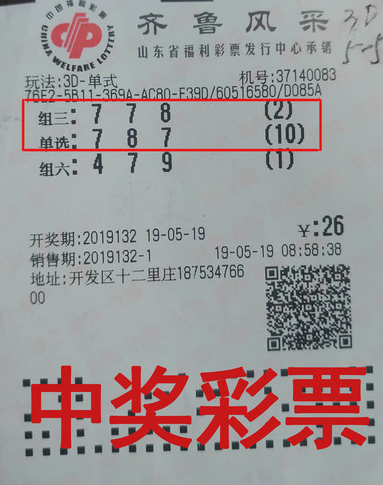 中国福利彩票
CHINA WELFARE LOTTERY
齐鲁风采
3D
5-5
山东省福利彩票发行中心承销
玩法:3D-单式 机号:37140083
76E2-5B11-369A-AC80-F39D/60516580/D085A
组三: 7 7 8 (2)
单选: 7 8 7 (10)
组六: 4 7 9 (1)
¥:26
开奖期:2019132 19-05-19
销售期:2019132-1 19-05-19 08:58:38
地址:开发区十二里庄187534766
00
中奖彩票